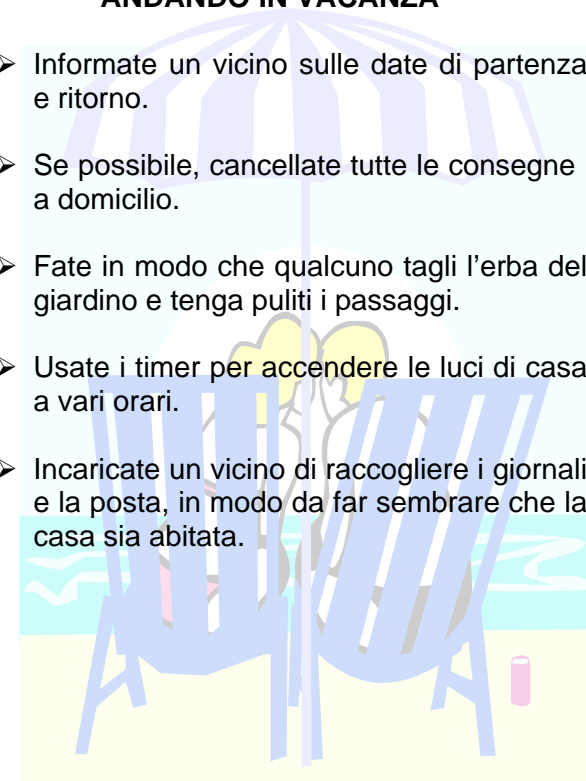 ANDANDO IN VACANZA
➢ Informate un vicino sulle date di partenza
e ritorno.
➢ Se possibile, cancellate tutte le consegne
a domicilio.
➢ Fate in modo che qualcuno tagli l’erba del
giardino e tenga puliti i passaggi.
➢ Usate i timer per accendere le luci di casa
a vari orari.
➢ Incaricate un vicino di raccogliere i giornali
e la posta, in modo da far sembrare che la
casa sia abitata.